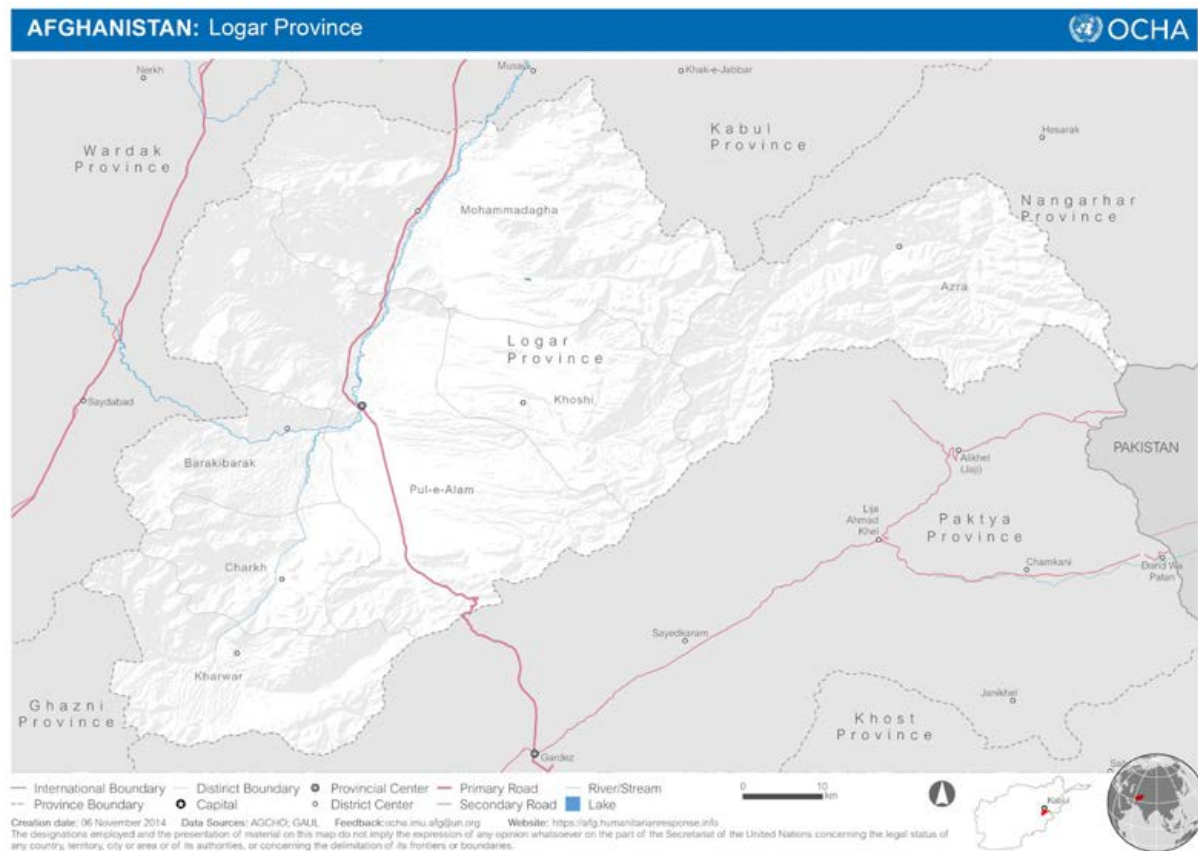 AFGHANISTAN: Logar Province
OCHA
Nerkh
Musayi
Khak-e-Jabbar
Kabul
Province
Hesarak
Wardak
Province
Mohammadagha
Nangarhar
Province
Azra
Logar
Province
Saydabad
Khoshi
Barakibarak
Alikhel
(Jaji)
PAKISTAN
Pul-e-Alam
Lija
Ahmad
Khel
Paktya
Province
Charkh
Chamkani
Dand Wa
Patan
Sayedkaram
Kharwar
Ghazni
Province
Janikhel
Khost
Province
Gardez
International Boundary
District Boundary
Provincial Center
Primary Road
River/Stream
Province Boundary
Capital
District Center
Secondary Road
Lake
0
10
km
Kabul
Creation date: 06 November 2014 Data Sources: AGCHO; GAUL Feedback:ocha.imu.afg@un.org Website: https://afg.humanitarianresponse.info
The designations employed and the presentation of material on this map do not imply the expression of any opinion whatsoever on the part of the Secretariat of the United Nations concerning the legal status of
any country, territory, city or area or of its authorities, or concerning the delimitation of its frontiers or boundaries.